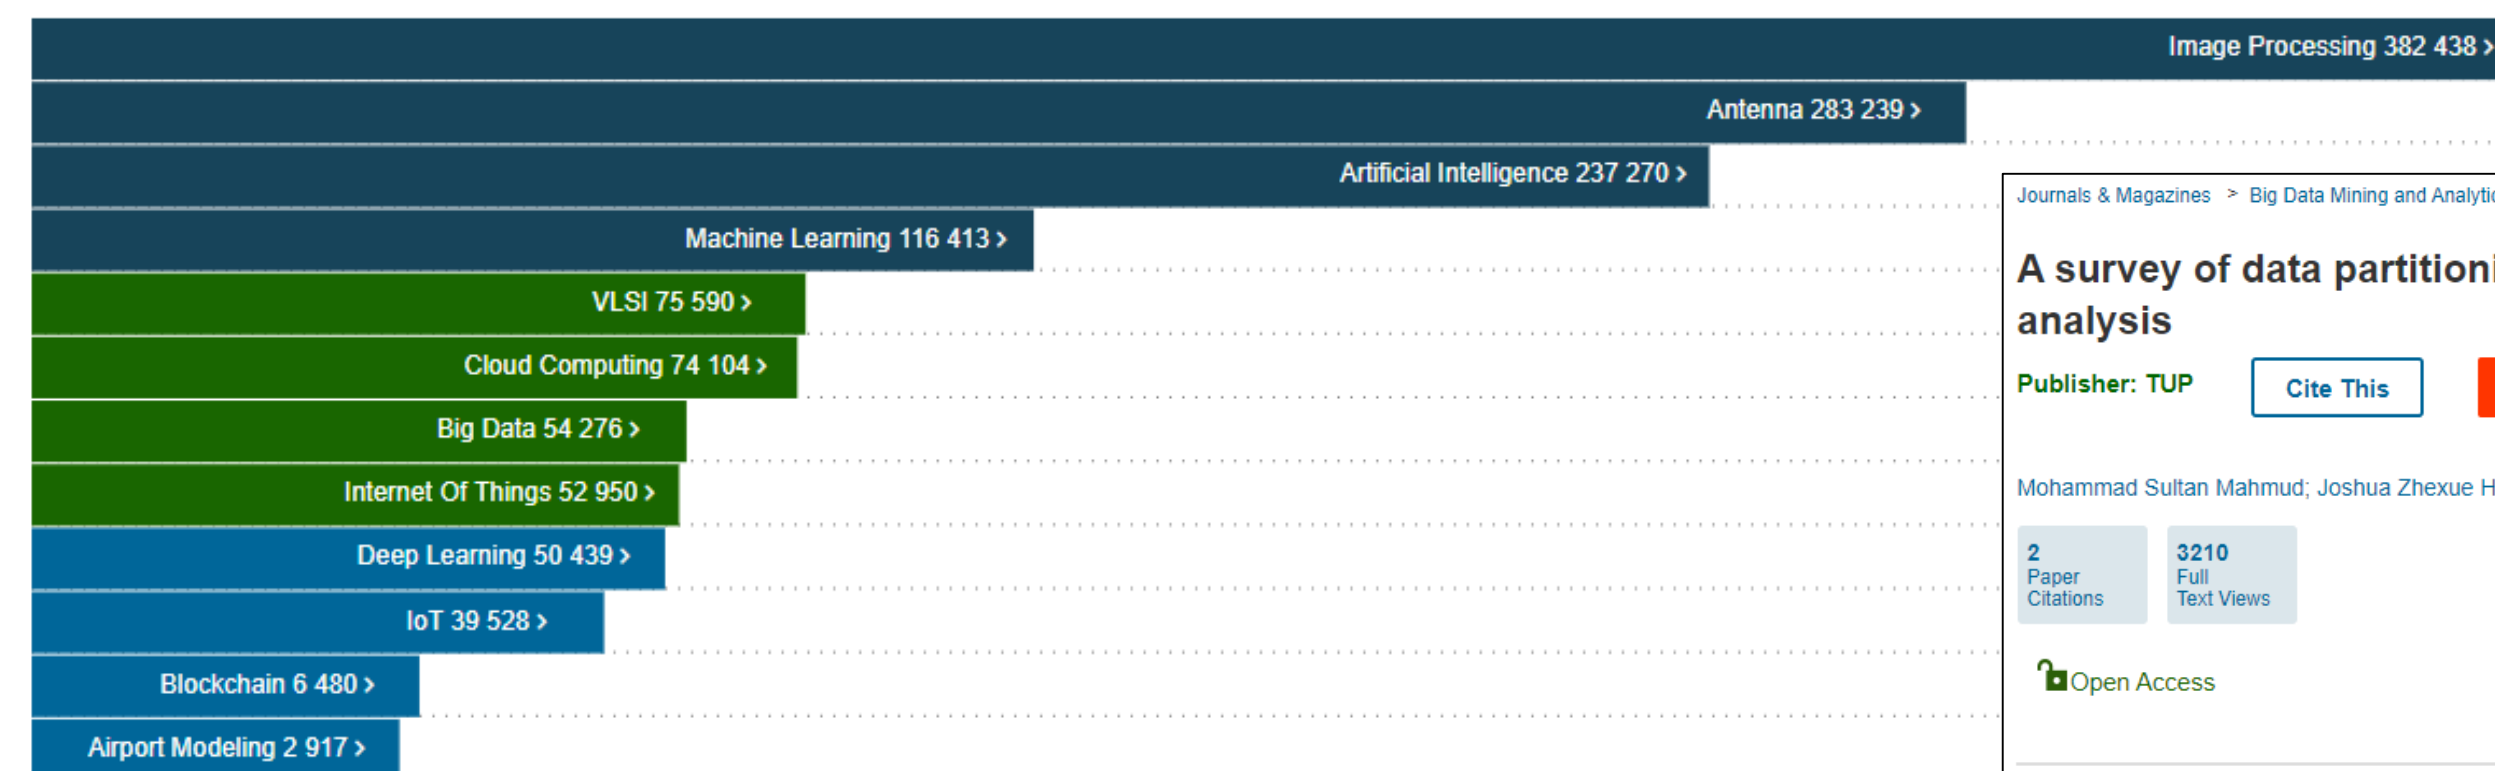 Image Processing 382 438 >
Antenna 283 239 >
Artificial Intelligence 237 270 >
Machine Learning 116 413 >
VLSI 75 590 >
Cloud Computing 74 104 >
Big Data 54 276 >
Internet Of Things 52 950 >
Deep Learning 50 439 >
IoT 39 528 >
Blockchain 6 480 >
Airport Modeling 2 917 >
Journals & Magazines > Big Data Mining and
A survey of data
analysis
Publisher: TUP
Cite This
Mohammad Sultan Mahmud; Joshua Zhexue
2
Paper
Citations
3210
Full
Text Views
Open Access